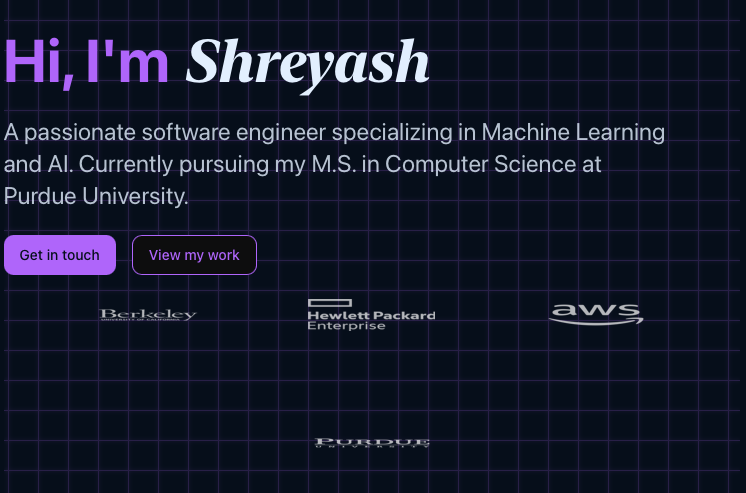 Hi, I'm Shreyash
A passionate software engineer specializing in Machine Learning
and AI. Currently pursuing my M.S. in Computer Science at
Purdue University.
Get in touch View my work
Berkeley
UNIVERSITY OF CALIFORNIA
Hewlett Packard
Enterprise
aws
PURDUE
UNIVERSITY